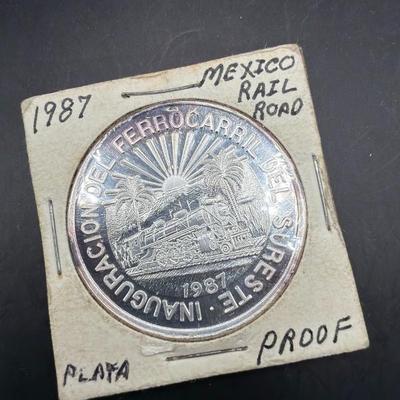 1987
MEXICO
RAIL
ROAD
INAUGURACION DEL FERROCARRIL DEL SURESTE ·
1987
PLATA
PROOF